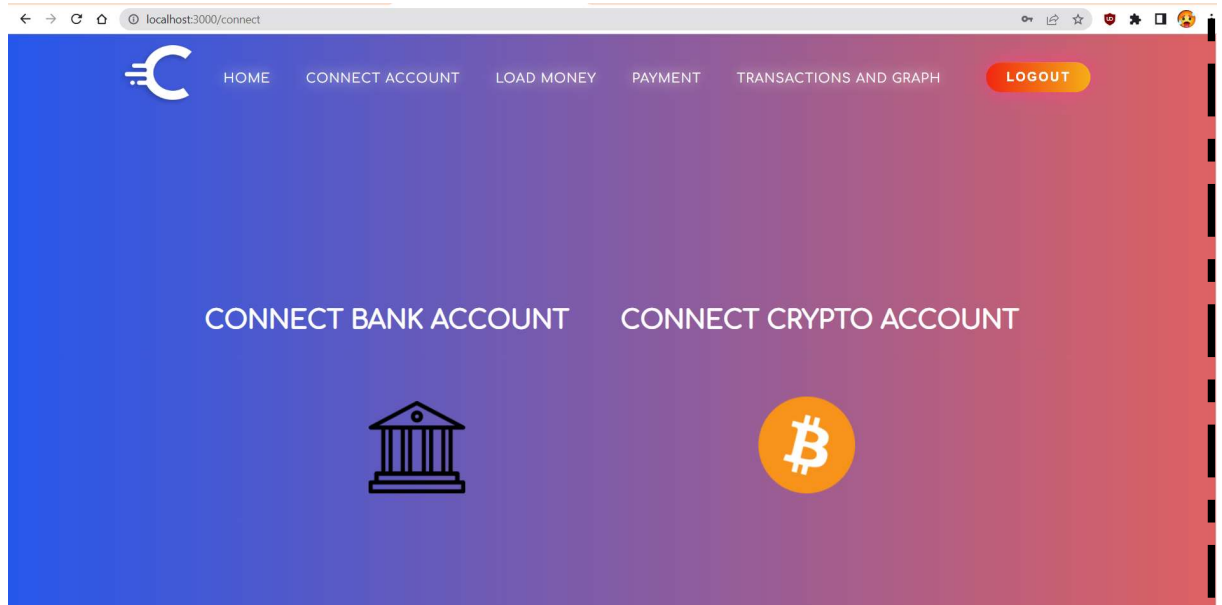 localhost:3000/connect
HOME CONNECT ACCOUNT LOAD MONEY PAYMENT TRANSACTIONS AND GRAPH LOGOUT
CONNECT BANK ACCOUNT CONNECT CRYPTO ACCOUNT